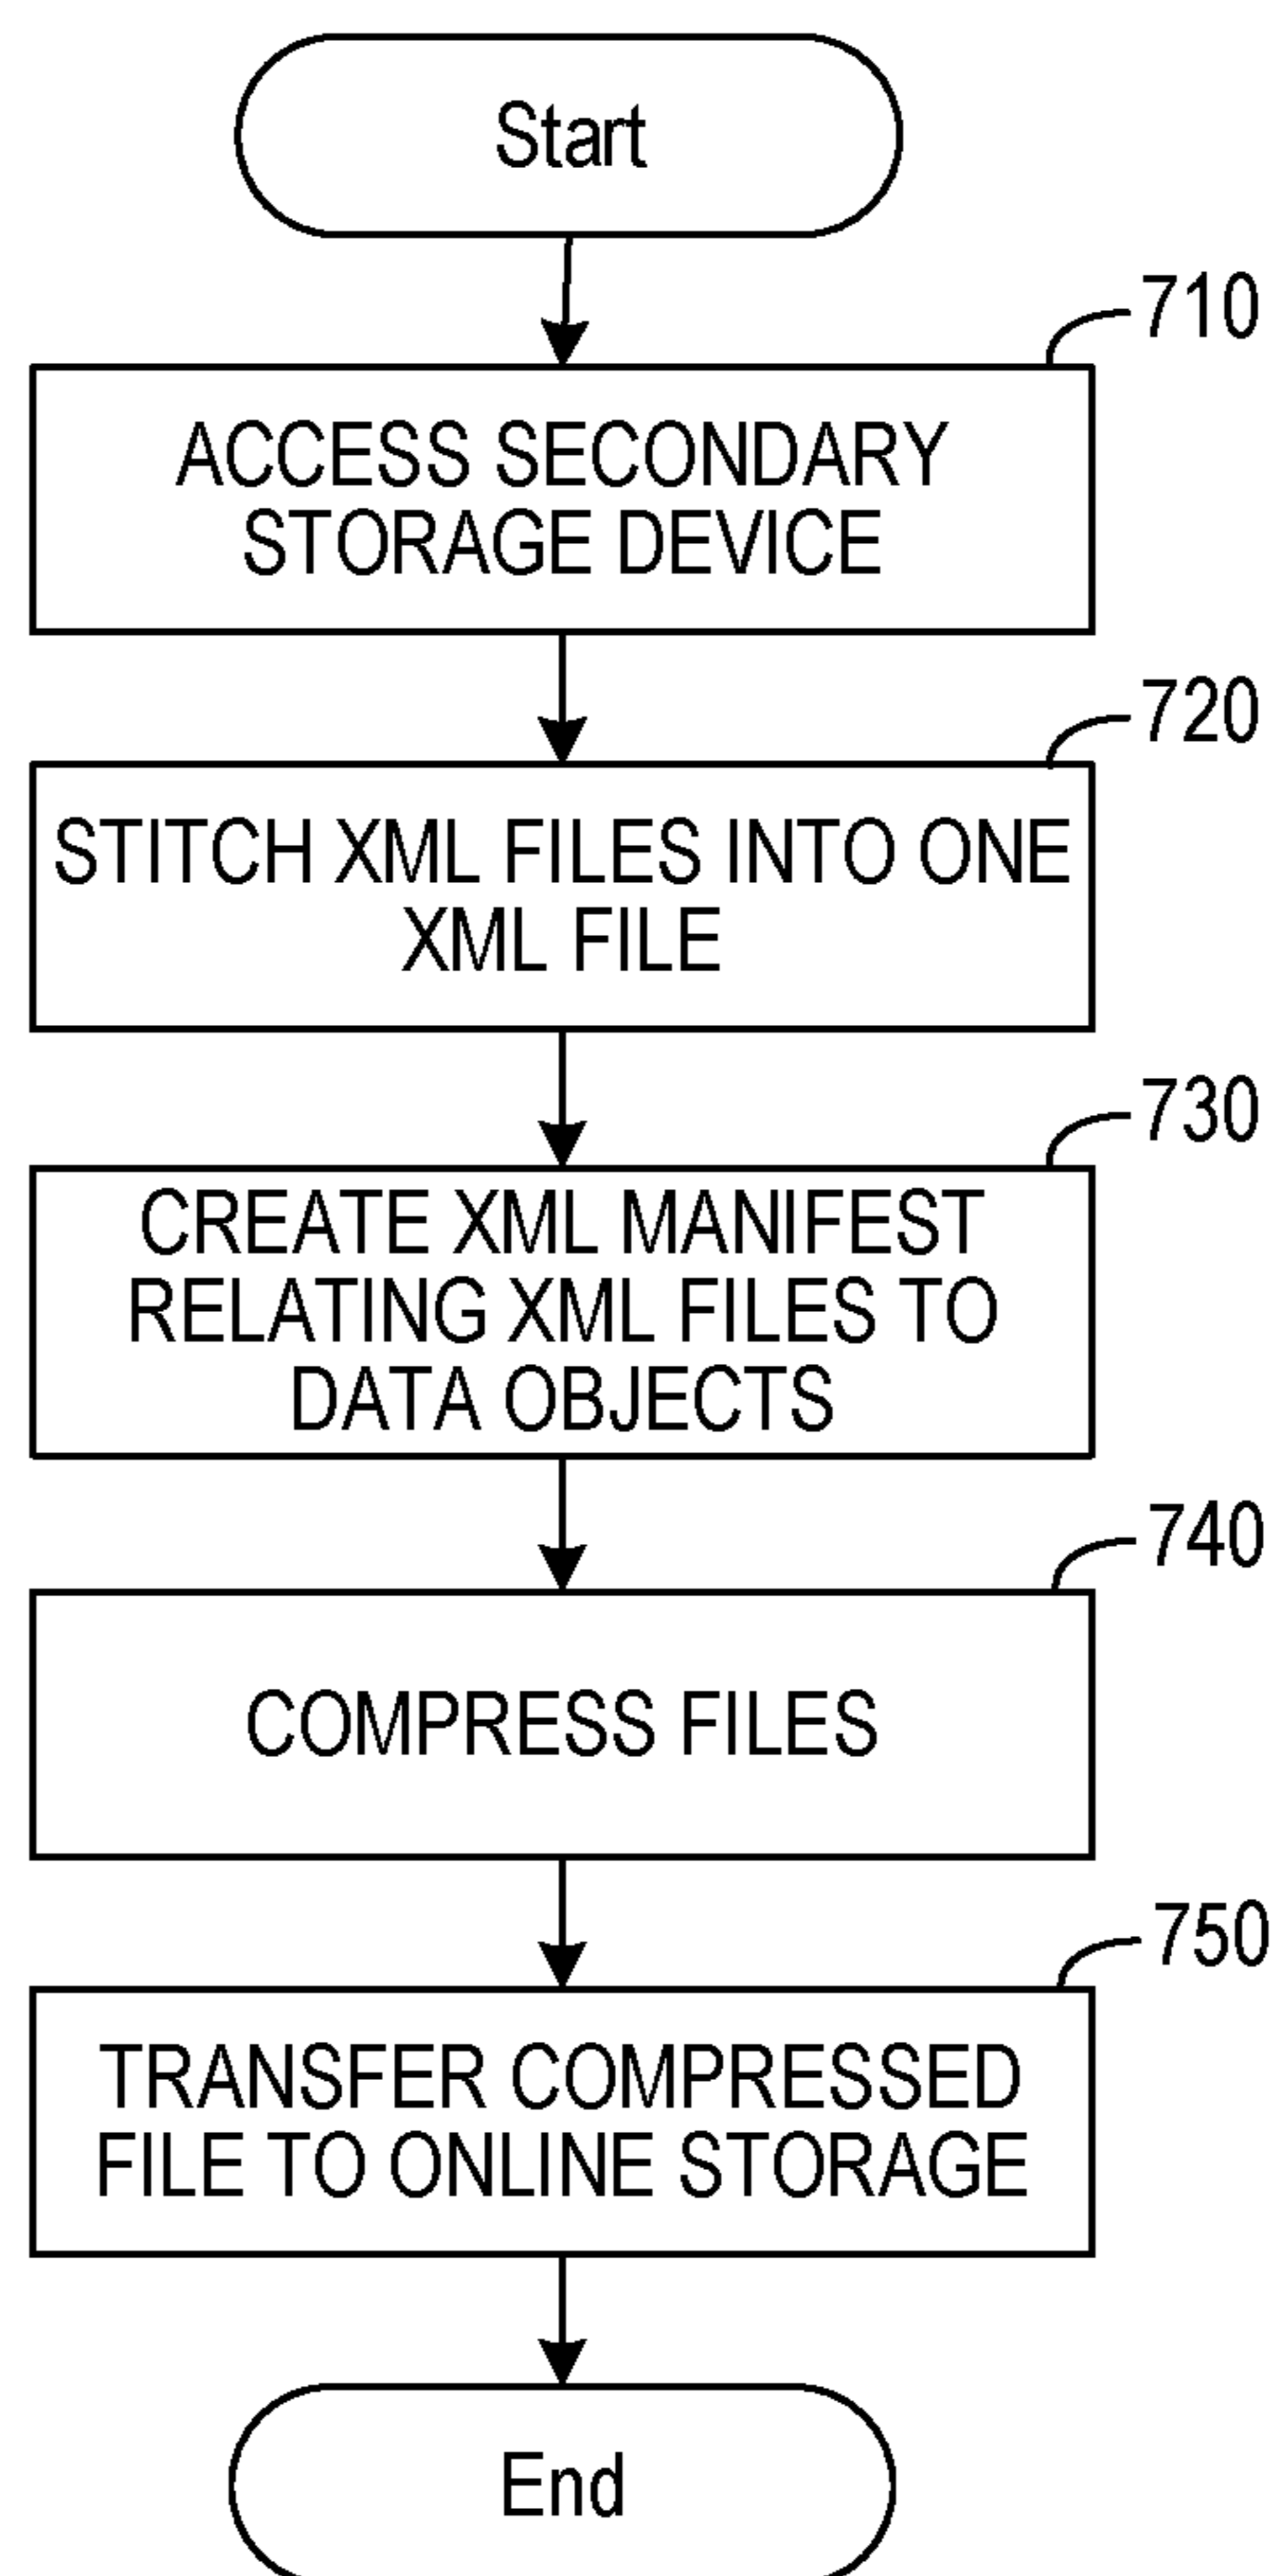 Start
710
ACCESS SECONDARY
STORAGE DEVICE
720
STITCH XML FILES INTO ONE
XML FILE
730
CREATE XML MANIFEST
RELATING XML FILES TO
DATA OBJECTS
740
COMPRESS FILES
750
TRANSFER COMPRESSED
FILE TO ONLINE STORAGE
End